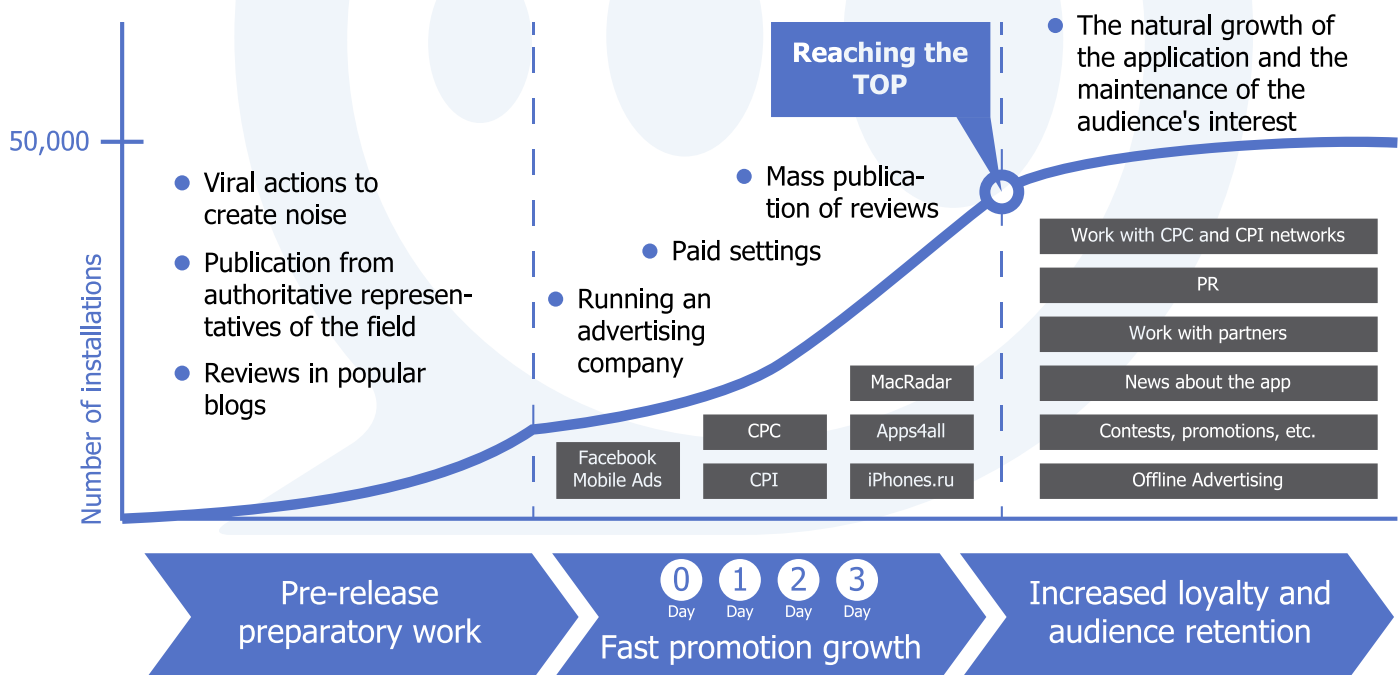 50,000
Number of installations
Viral actions to
create noise
Publication from
authoritative represen-
tatives of the field
Reviews in popular
blogs
Running an
advertising
company
Paid settings
Mass publica-
tion of reviews
Reaching the
TOP
The natural growth of
the application and the
maintenance of the
audience's interest
Facebook
Mobile Ads
CPC
CPI
MacRadar
Apps4all
iPhones.ru
Work with CPC and CPI networks
PR
Work with partners
News about the app
Contests, promotions, etc.
Offline Advertising
Pre-release
preparatory work
0 1 2 3
Day Day Day Day
Fast promotion growth
Increased loyalty and
audience retention